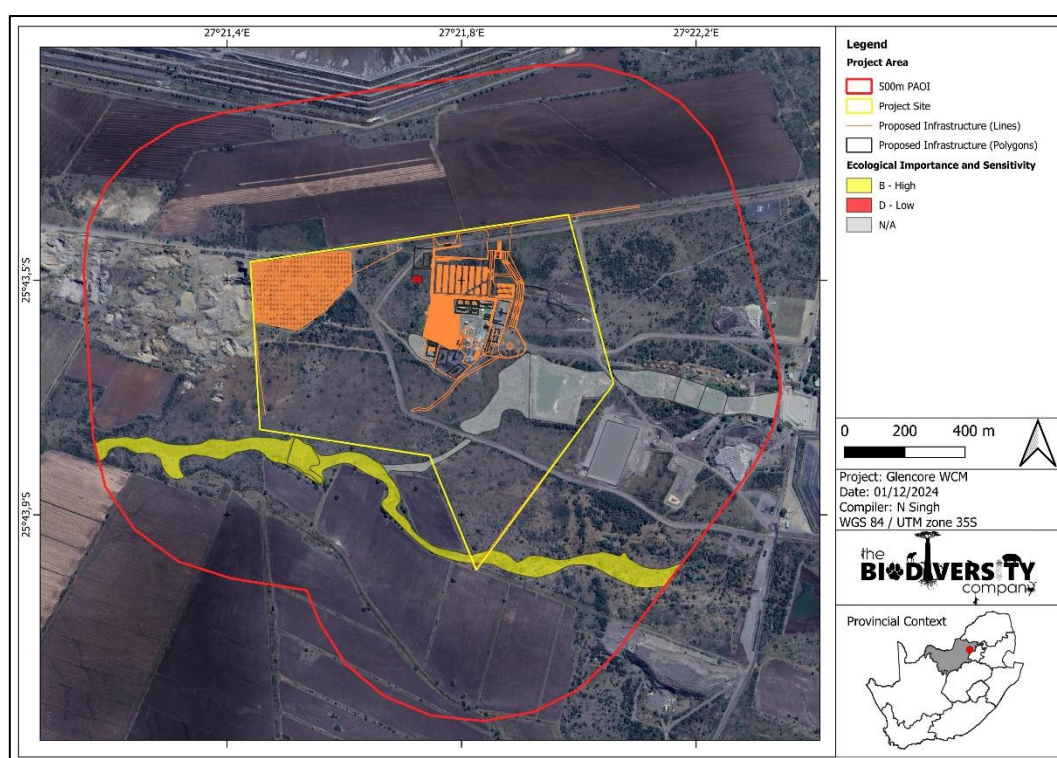 27°21,4'E
27°21,8'E
27°22,2'E
25°43,5'S
25°43,9'S
Legend
Project Area
500m PAOI
Project Site
Proposed Infrastructure (Lines)
Proposed Infrastructure (Polygons)
Ecological Importance and Sensitivity
B - High
D - Low
N/A
0 200 400 m
Project: Glencore WCM
Date: 01/12/2024
Compiler: N Singh
WGS 84 / UTM zone 35S
the
BIODIVERSITY
company
Provincial Context